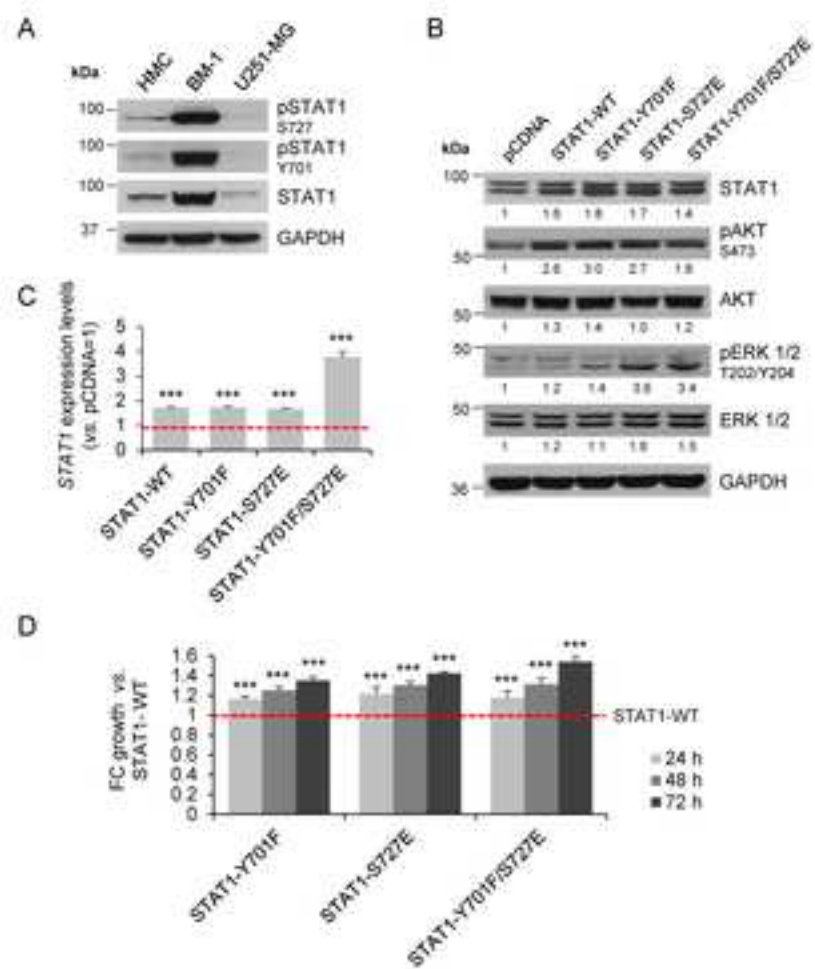 A
kDa
HMC
BM-1
U251-MG
100
pSTAT1
S727
100
pSTAT1
Y701
100
STAT1
37
GAPDH
B
kDa
pCDNA
STAT1-WT
STAT1-Y701F
STAT1-S727E
STAT1-Y701F/S727E
100
STAT1
1 1.6 1.8 1.7 1.4
pAKT
S473
50
1 2.6 3.0 2.7 1.8
AKT
50
1 1.3 1.4 1.0 1.2
50
pERK 1/2
T202/Y204
1 1.2 1.4 3.8 3.4
50
ERK 1/2
1 1.2 1.1 1.6 1.5
GAPDH
36
C
STAT1 expression levels
(vs. pCDNA=1)
5
4
3
2
1
0
*** *** *** ***
STAT1-WT
STAT1-Y701F
STAT1-S727E
STAT1-Y701F/S727E
D
FC growth vs.
STAT1- WT
1.6
1.4
1.2
1
0.8
0.6
0.4
0.2
0
*** *** *** *** *** *** *** *** ***
STAT1-WT
24 h
48 h
72 h
STAT1-Y701F
STAT1-S727E
STAT1-Y701F/S727E